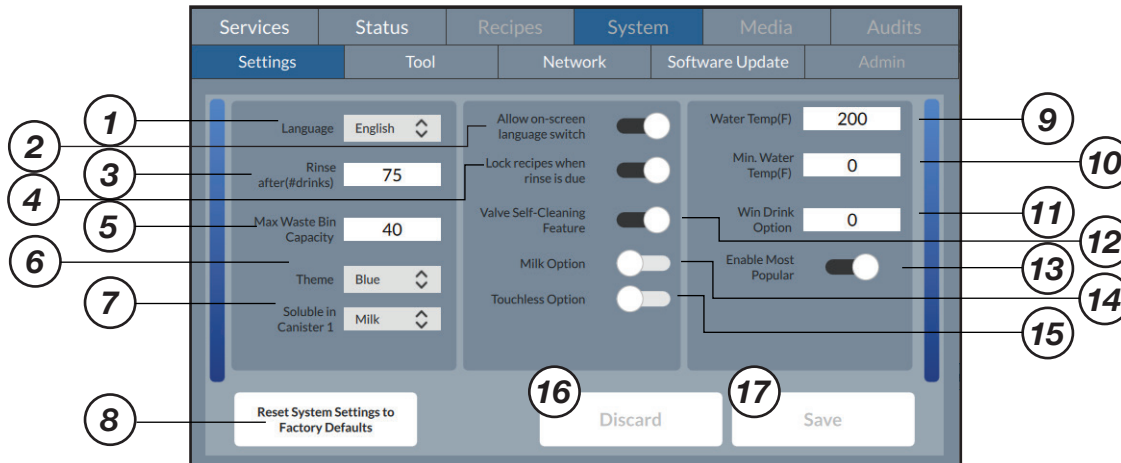 Services Status Recipes System Media Audits
Settings Tool Network Software Update Admin
1 Language English
2 Allow on-screen
language switch
3 Rinse
after(#drinks) 75
4 Lock recipes when
rinse is due
5 Max Waste Bin
Capacity 40
6 Theme Blue
7 Soluble in
Canister 1 Milk
8 Reset System Settings to
Factory Defaults
Water Temp(F) 200 9
Min. Water
Temp(F) 0 10
Win Drink
Option 0 11
Valve Self-Cleaning
Feature 12
Enable Most
Popular 13
Milk Option 14
Touchless Option 15
16 Discard
17 Save